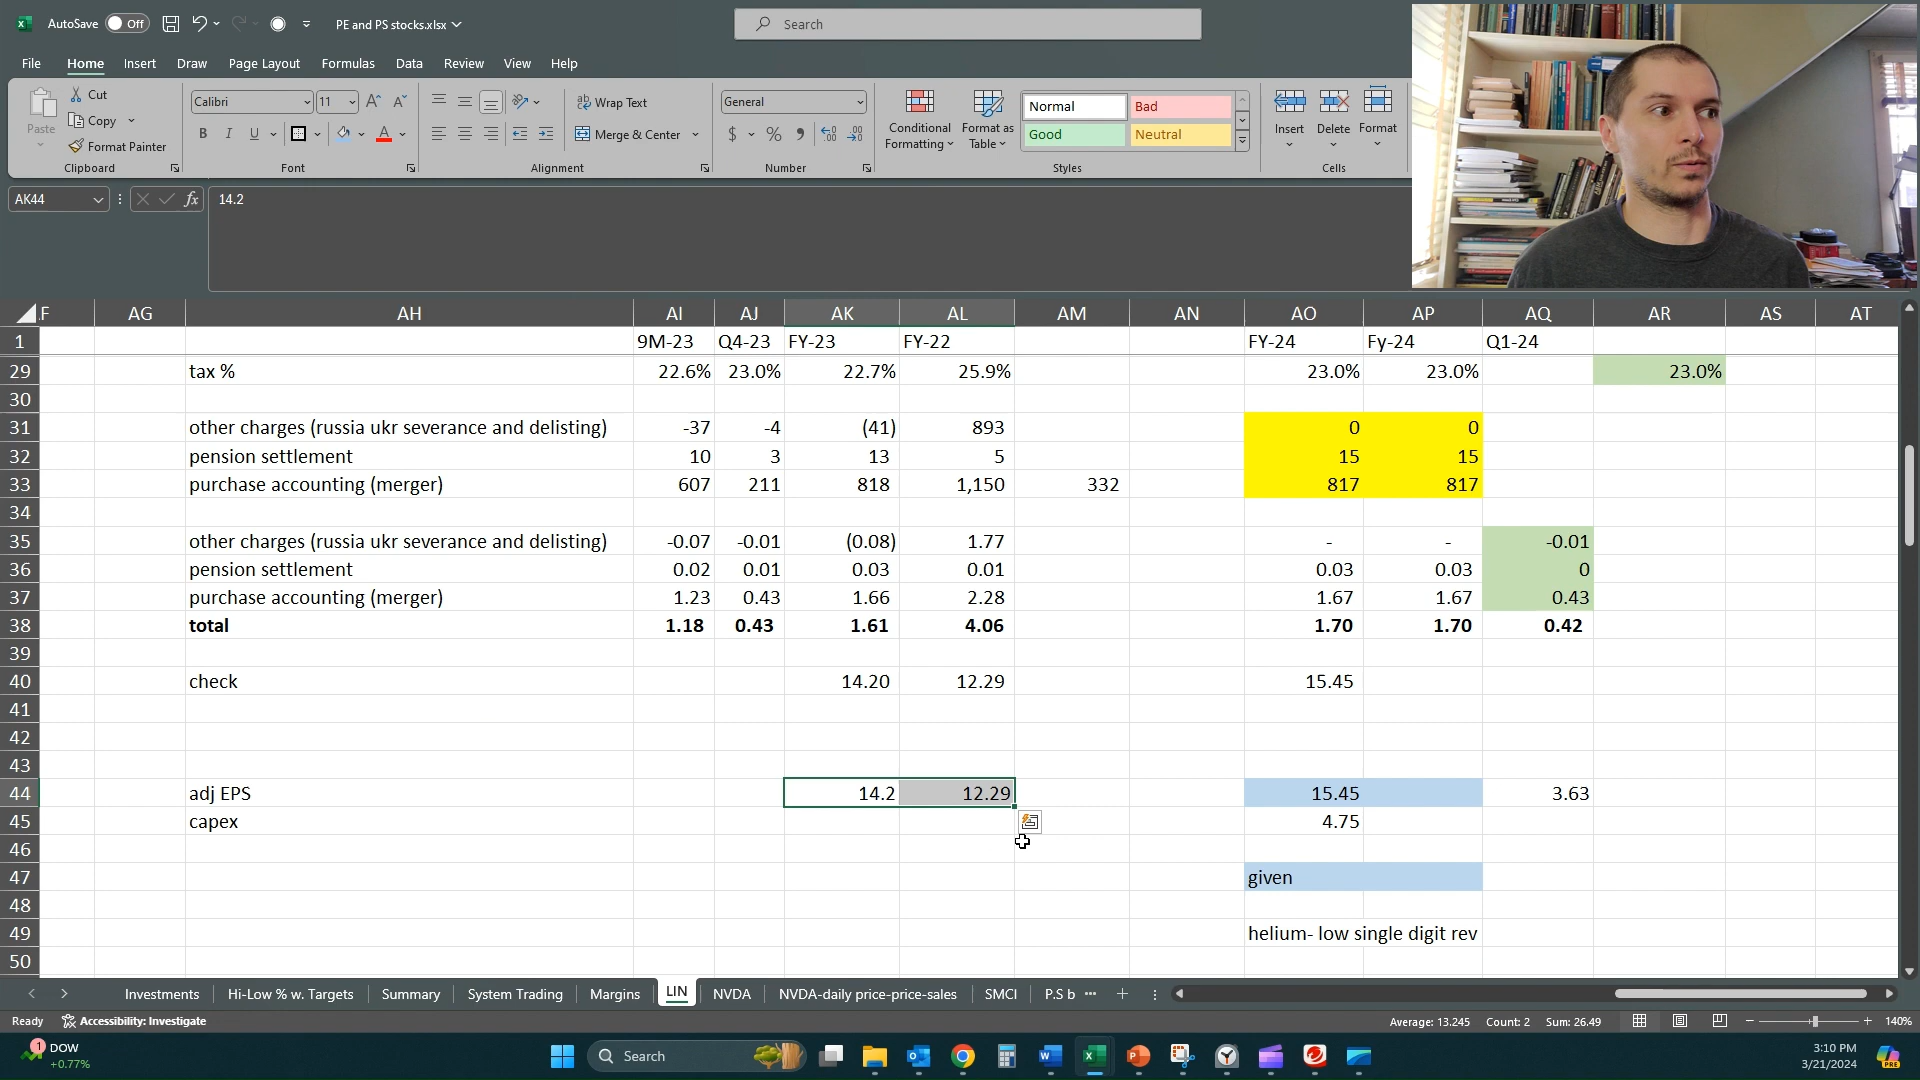 AutoSave Off PE and PS stocks.xlsx Search
File Home Insert Draw Page Layout Formulas Data Review View Help
Paste Cut Copy Format Painter Clipboard
Calibri 11 B I U A Font
Wrap Text Merge & Center Alignment
General $ % Number
Conditional Formatting Format as Table Normal Bad Good Neutral Styles
Insert Delete Format Cells
AK44 fx 14.2
F AG AH AI AJ AK AL AM AN AO AP AQ AR AS AT
1 9M-23 Q4-23 FY-23 FY-22 FY-24 Fy-24 Q1-24
29 tax % 22.6% 23.0% 22.7% 25.9% 23.0% 23.0% 23.0%
30
31 other charges (russia ukr severance and delisting) -37 -4 (41) 893 0 0
32 pension settlement 10 3 13 5 15 15
33 purchase accounting (merger) 607 211 818 1,150 332 817 817
34
35 other charges (russia ukr severance and delisting) -0.07 -0.01 (0.08) 1.77 - - -0.01
36 pension settlement 0.02 0.01 0.03 0.01 0.03 0.03 0
37 purchase accounting (merger) 1.23 0.43 1.66 2.28 1.67 1.67 0.43
38 total 1.18 0.43 1.61 4.06 1.70 1.70 0.42
39
40 check 14.20 12.29 15.45
41
42
43
44 adj EPS 14.2 12.29 15.45 3.63
45 capex 4.75
46
47 given
48
49 helium- low single digit rev
50
Investments Hi-Low % w. Targets Summary System Trading Margins LIN NVDA NVDA-daily price-price-sales SMCI P.S b ...
Ready Accessibility: Investigate Average: 13.245 Count: 2 Sum: 26.49 140%
1 DOW +0.77% Search 3:10 PM 3/21/2024 PRE